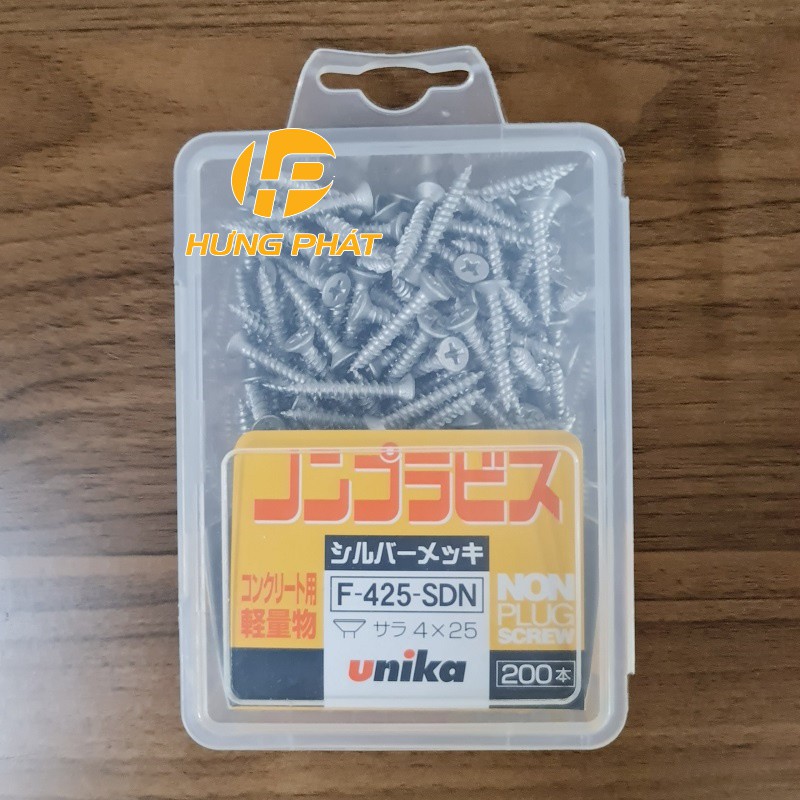 HƯNG PHÁT
ノンプラビス
シルバーメッキ
コンクリート用
軽量物
F-425-SDN
サラ 4×25
unika
NON
PLUG
SCREW
200本